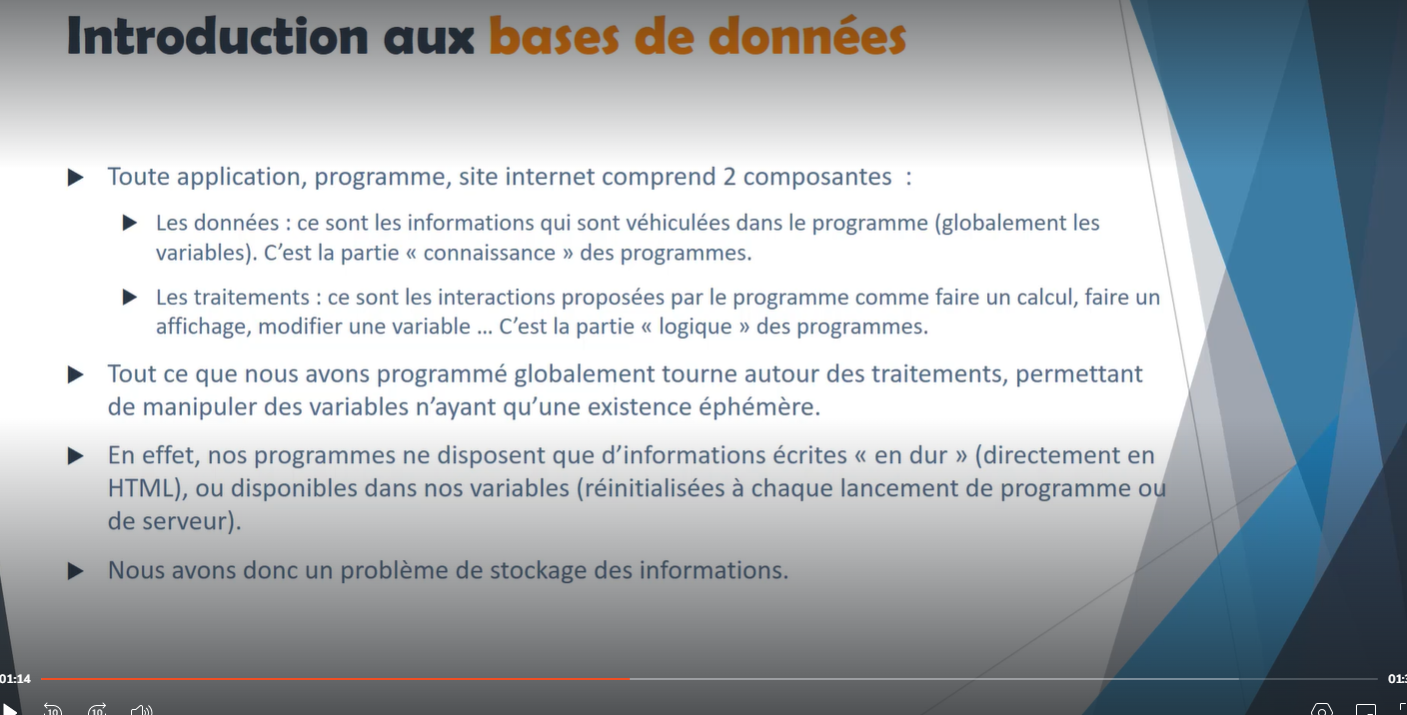 Introduction aux bases de données
Toute application, programme, site internet comprend 2 composantes :
Les données : ce sont les informations qui sont véhiculées dans le programme (globalement les
variables). C’est la partie « connaissance » des programmes.
Les traitements : ce sont les interactions proposées par le programme comme faire un calcul, faire un
affichage, modifier une variable ... C’est la partie « logique » des programmes.
Tout ce que nous avons programmé globalement tourne autour des traitements, permettant
de manipuler des variables n’ayant qu’une existence éphémère.
En effet, nos programmes ne disposent que d’informations écrites « en dur » (directement en
HTML), ou disponibles dans nos variables (réinitialisées à chaque lancement de programme ou
de serveur).
Nous avons donc un problème de stockage des informations.
01:14
10 10